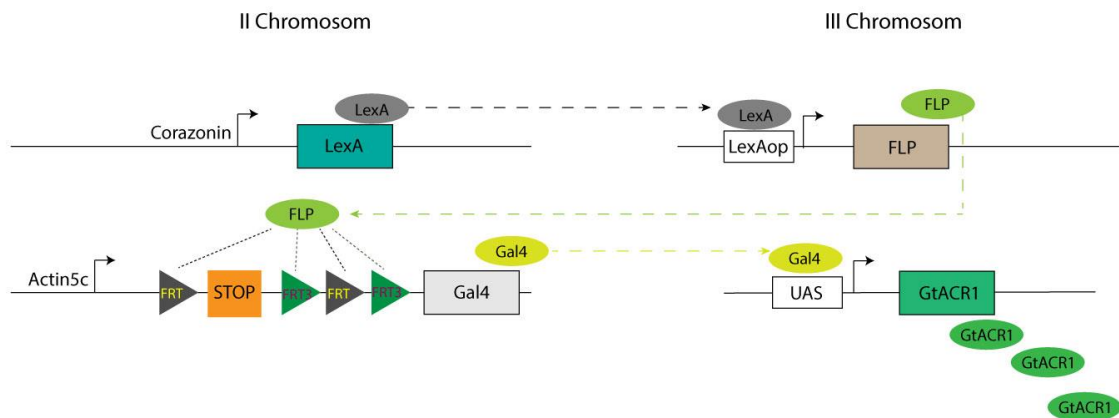 II Chromosom
III Chromosom
Corazonin
LexA
LexA
LexA
LexAop
FLP
FLP
FLP
Actin5c
FRT
STOP
FRT3
FRT
FRT3
Gal4
Gal4
Gal4
UAS
GtACR1
GtACR1
GtACR1
GtACR1